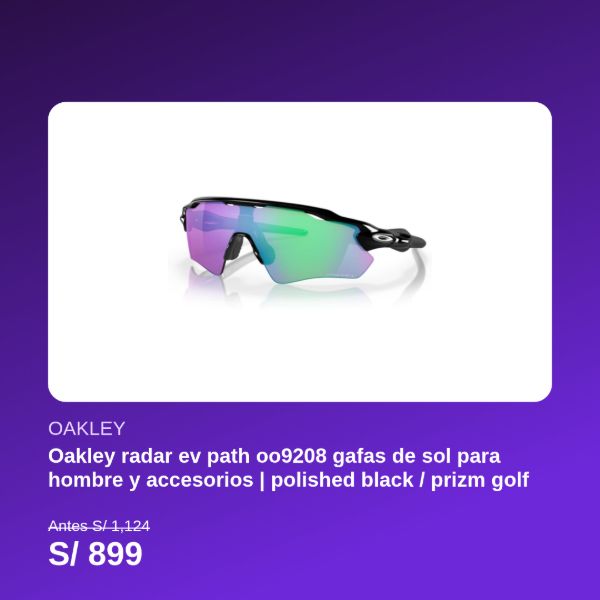 OAKLEY
Oakley radar ev path oo9208 gafas de sol para
hombre y accesorios | polished black / prizm golf
Antes S/ 1,124
S/ 899